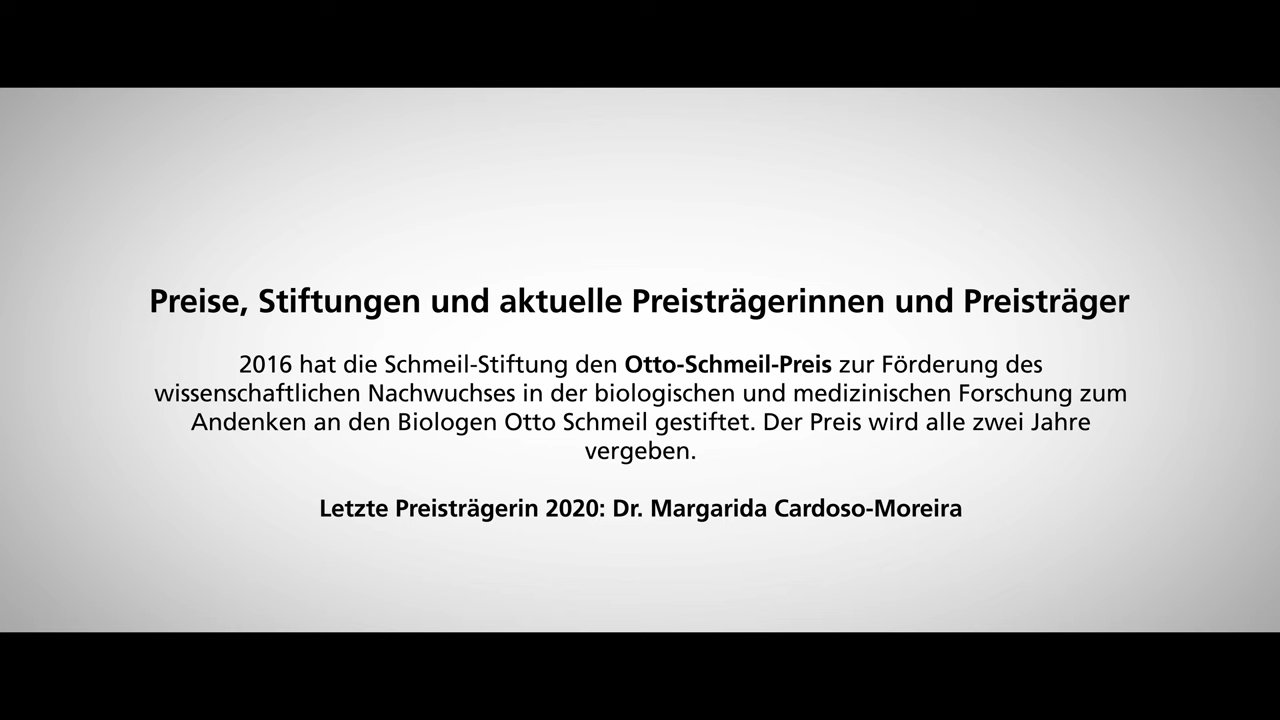 Preise, Stiftungen und aktuelle Preisträgerinnen und Preisträger
2016 hat die Schmeil-Stiftung den Otto-Schmeil-Preis zur Förderung des
wissenschaftlichen Nachwuchses in der biologischen und medizinischen Forschung zum
Andenken an den Biologen Otto Schmeil gestiftet. Der Preis wird alle zwei Jahre
vergeben.
Letzte Preisträgerin 2020: Dr. Margarida Cardoso-Moreira